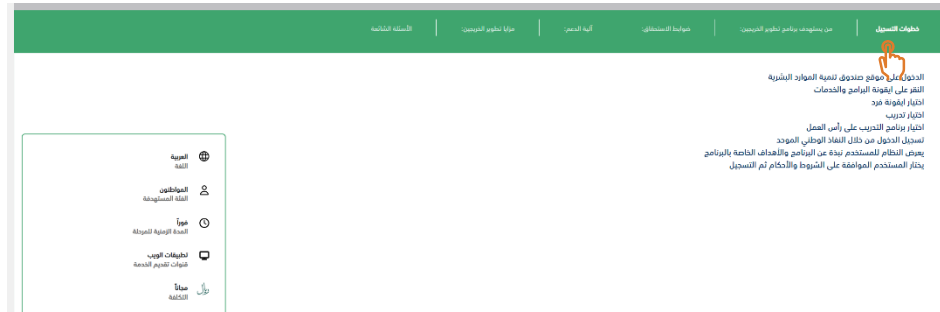 خطوات التسجيل
من يستهدف برنامج تطوير الخريجين:
ضوابط الاستحقاق:
آلية الدعم:
مزايا تطوير الخريجين:
الأسئلة الشائعة
الدخول على موقع صندوق تنمية الموارد البشرية
النقر على ايقونة البرامج والخدمات
اختيار ايقونة فرد
اختيار تدريب
اختيار برنامج التدريب على رأس العمل
تسجيل الدخول من خلال النفاذ الوطني الموحد
يعرض النظام للمستخدم نبذة عن البرنامج والأهداف الخاصة بالبرنامج
يختار المستخدم الموافقة على الشروط والأحكام ثم التسجيل
العربية
اللغة
المواطنون
الفئة المستهدفة
فوراً
المدة الزمنية للمرحلة
تطبيقات الويب
قنوات تقديم الخدمة
ريال
مجاناً
التكلفة